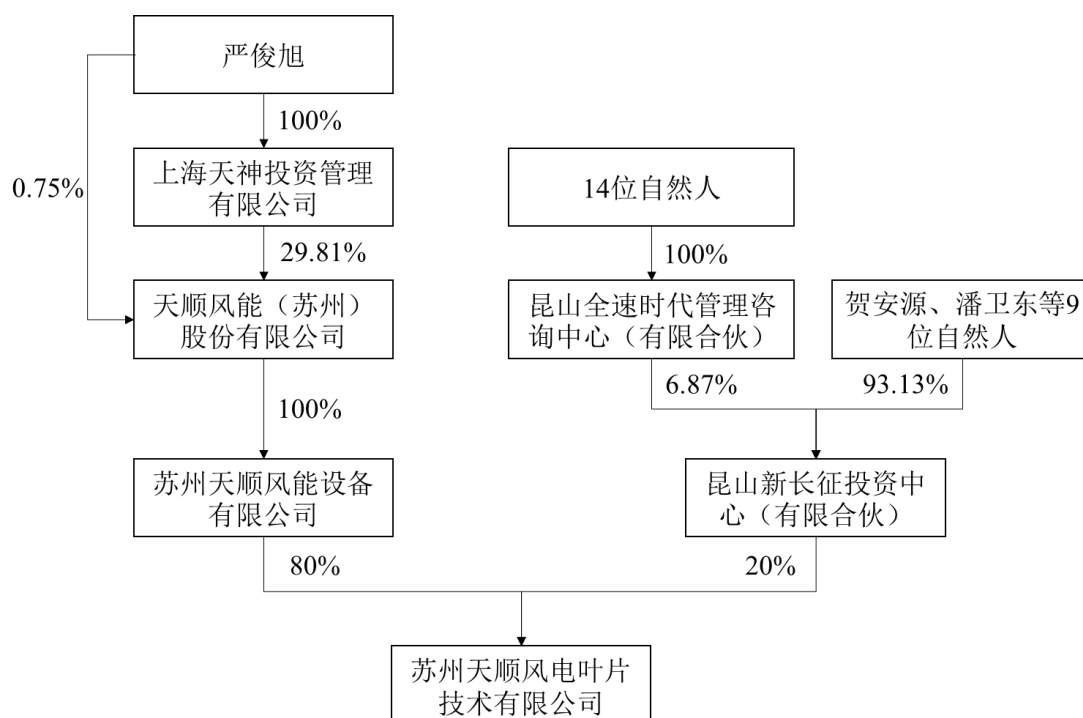 严俊旭
100%
0.75%
上海天神投资管理
有限公司
14位自然人
29.81%
100%
天顺风能（苏州）
股份有限公司
昆山全速时代管理咨
询中心（有限合伙）
贺安源、潘卫东等9
位自然人
6.87%
93.13%
100%
苏州天顺风能设备
有限公司
昆山新长征投资中
心（有限合伙）
80%
20%
苏州天顺风电叶片
技术有限公司